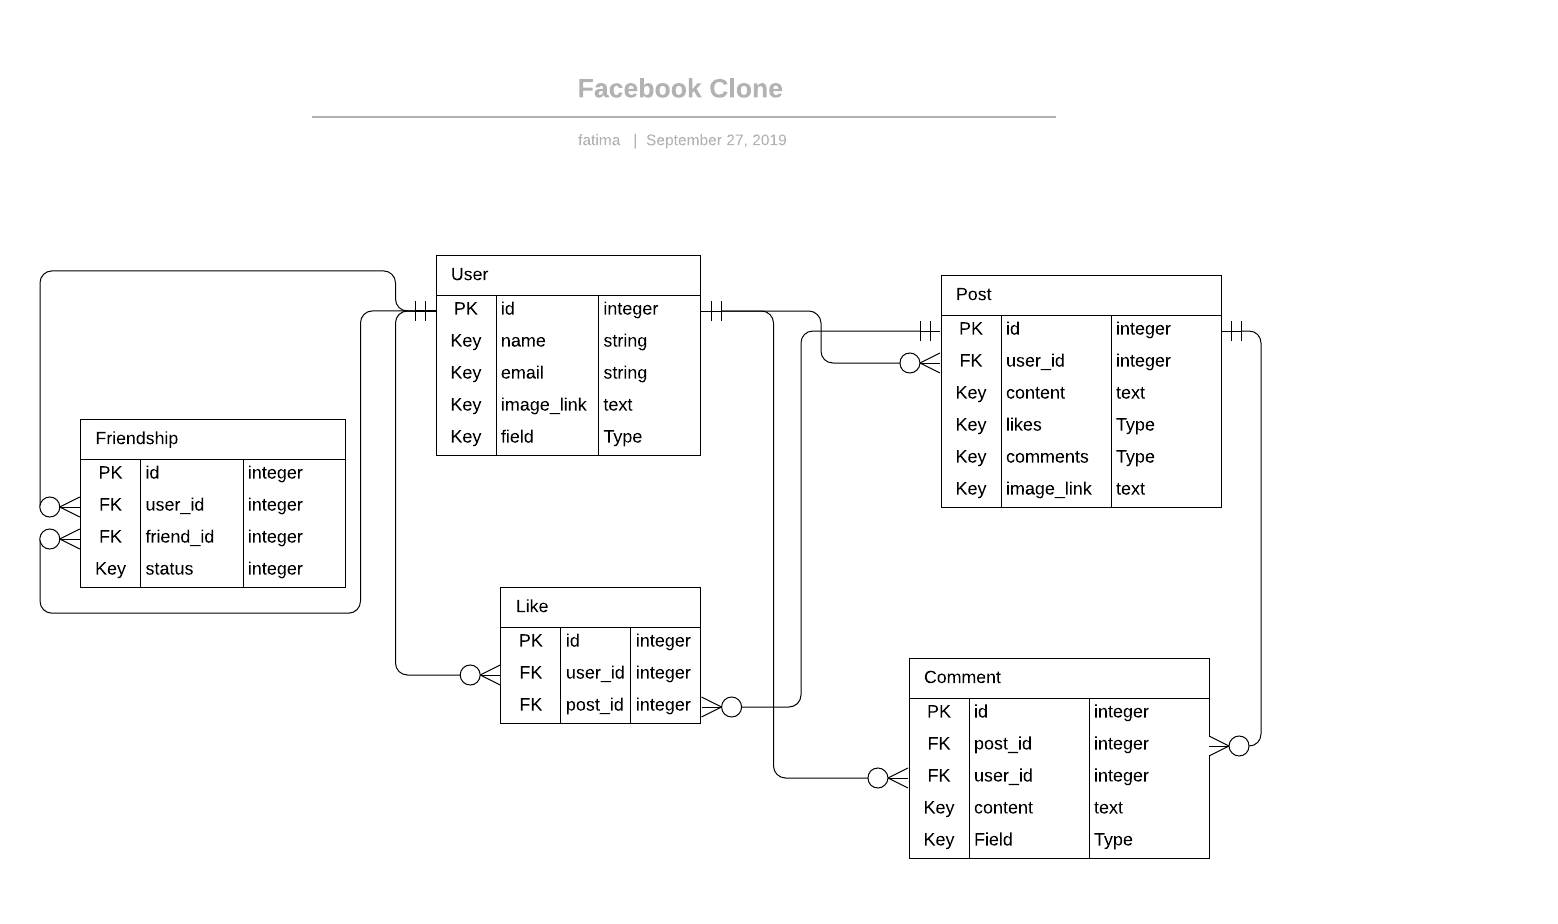 Facebook Clone
fatima | September 27, 2019
User
PK id integer
Key name string
Key email string
Key image_link text
Key field Type
Post
PK id integer
FK user_id integer
Key content text
Key likes Type
Key comments Type
Key image_link text
Friendship
PK id integer
FK user_id integer
FK friend_id integer
Key status integer
Like
PK id integer
FK user_id integer
FK post_id integer
Comment
PK id integer
FK post_id integer
FK user_id integer
Key content text
Key Field Type